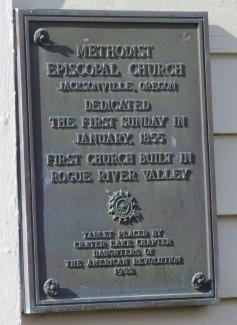 METHODIST
EPISCOPAL CHURCH
JACKSONVILLE, OREGON
DEDICATED
THE FIRST SUNDAY IN
JANUARY, 1855
FIRST CHURCH BUILT IN
ROGUE RIVER VALLEY
TABLET PLACED BY
CRATER LAKE CHAPTER
DAUGHTERS OF
THE AMERICAN REVOLUTION